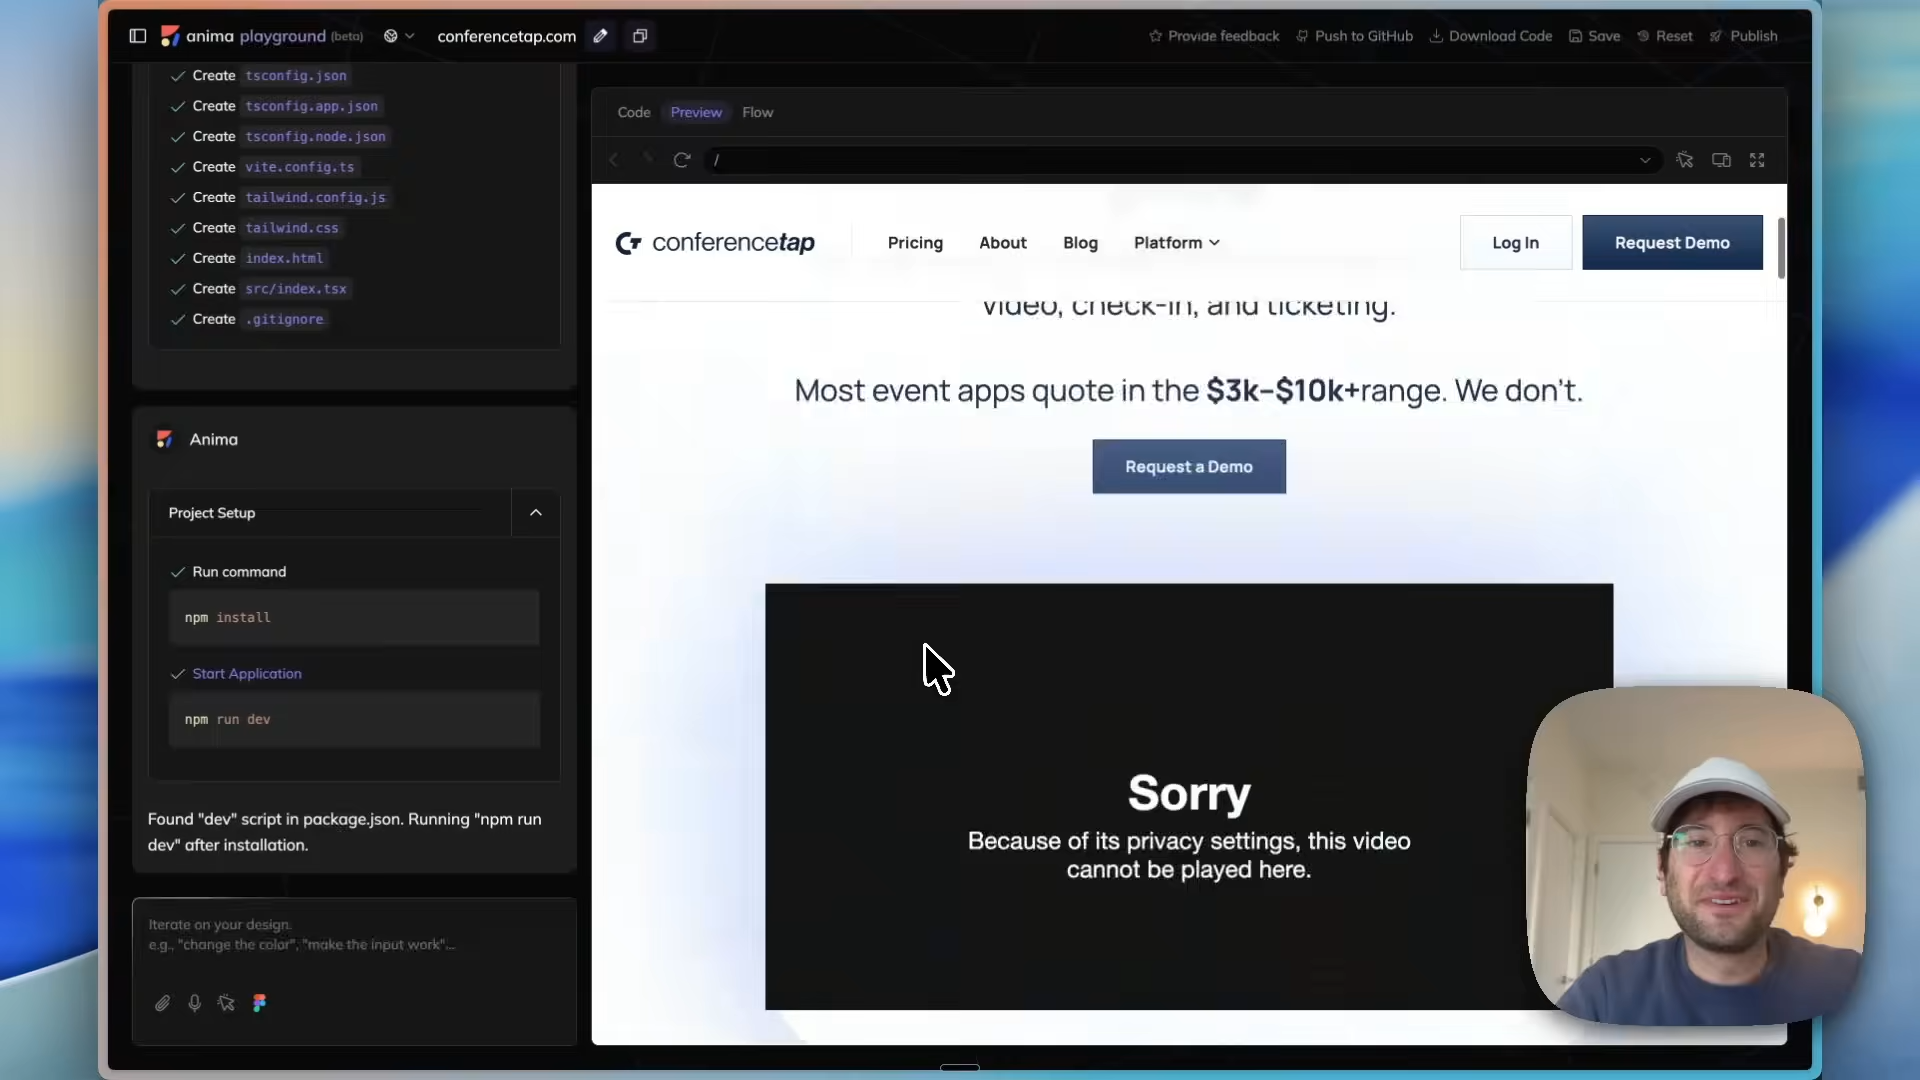 anima playground (beta)
conferencetap.com
Provide feedback
Push to GitHub
Download Code
Save
Reset
Publish
Create tsconfig.json
Create tsconfig.app.json
Create tsconfig.node.json
Create vite.config.ts
Create tailwind.config.js
Create tailwind.css
Create index.html
Create src/index.tsx
Create .gitignore
Anima
Project Setup
Run command
npm install
Start Application
npm run dev
Found "dev" script in package.json. Running "npm run
dev" after installation.
Iterate on your design.
e.g., "change the color", "make the input work"...
Code
Preview
Flow
/
conferencetap
Pricing
About
Blog
Platform
Log In
Request Demo
video, check-in, and ticketing.
Most event apps quote in the $3k–$10k+range. We don't.
Request a Demo
Sorry
Because of its privacy settings, this video
cannot be played here.